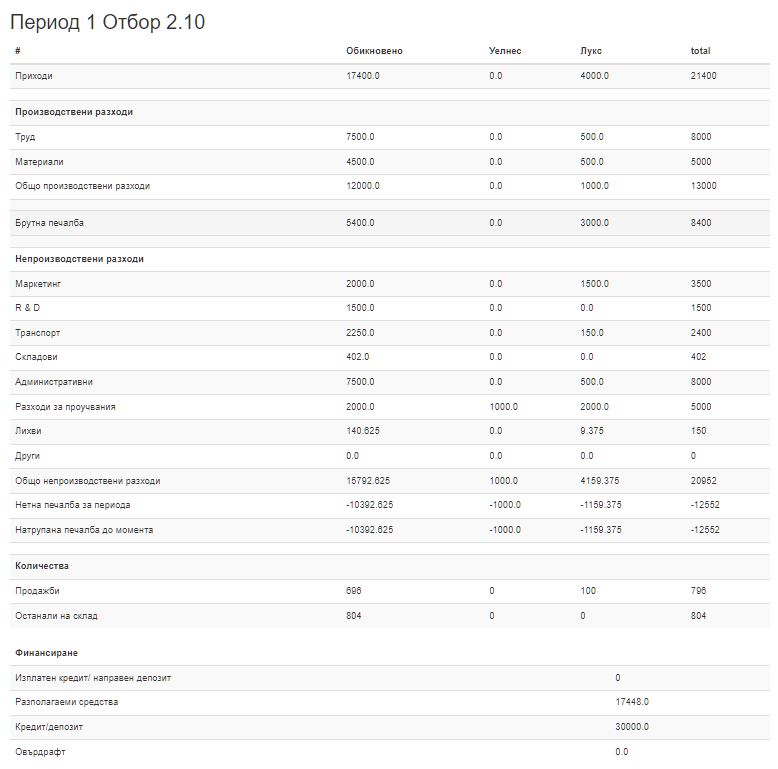 Период 1 Отбор 2.10
# Обикновено Уелнес Лукс total
Приходи 17400.0 0.0 4000.0 21400
Производствени разходи
Труд 7500.0 0.0 500.0 8000
Материали 4500.0 0.0 500.0 5000
Общо производствени разходи 12000.0 0.0 1000.0 13000
Брутна печалба 5400.0 0.0 3000.0 8400
Непроизводствени разходи
Маркетинг 2000.0 0.0 1500.0 3500
R & D 1500.0 0.0 0.0 1500
Транспорт 2250.0 0.0 150.0 2400
Складови 402.0 0.0 0.0 402
Административни 7500.0 0.0 500.0 8000
Разходи за проучвания 2000.0 1000.0 2000.0 5000
Лихви 140.625 0.0 9.375 150
Други 0.0 0.0 0.0 0
Общо непроизводствени разходи 15792.625 1000.0 4159.375 20952
Нетна печалба за периода -10392.625 -1000.0 -1159.375 -12552
Натрупана печалба до момента -10392.625 -1000.0 -1159.375 -12552
Количества
Продажби 696 0 100 796
Останали на склад 804 0 0 804
Финансиране
Изплатен кредит/ направен депозит 0
Разполагаеми средства 17448.0
Кредит/депозит 30000.0
Овърдрафт 0.0